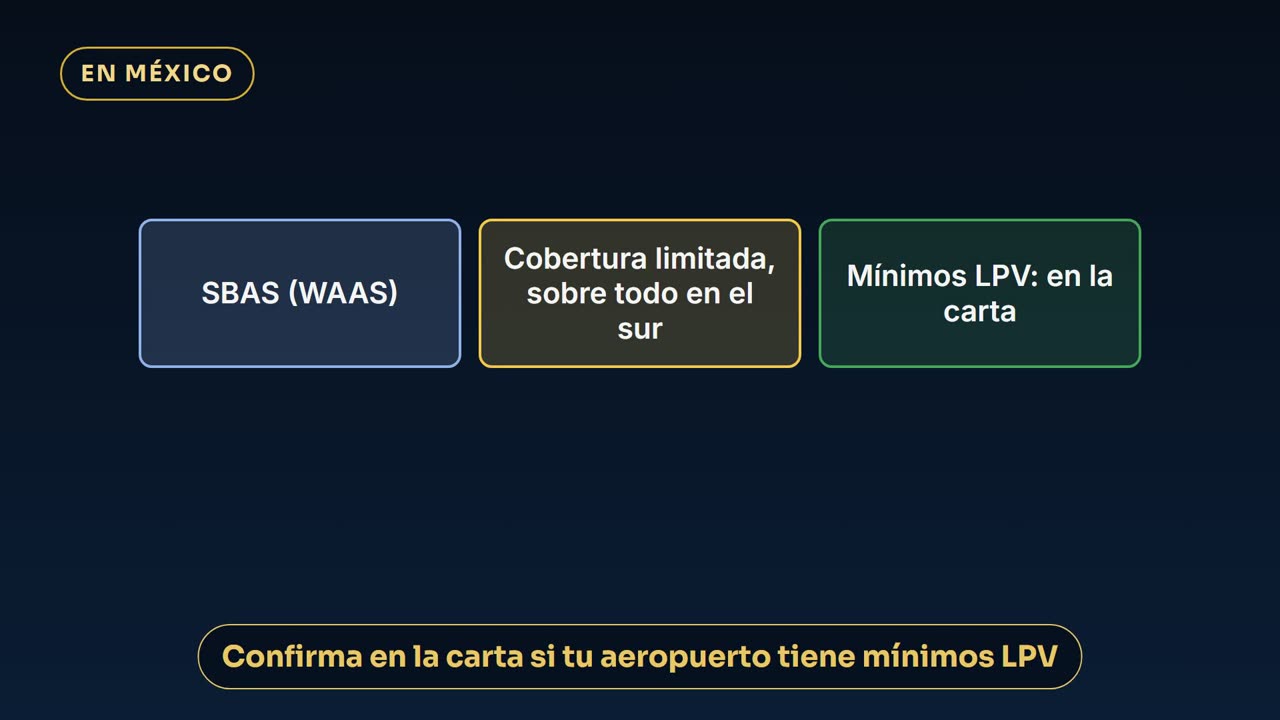 EN MÉXICO
SBAS (WAAS)
Cobertura limitada,
sobre todo en el
sur
Mínimos LPV: en la
carta
Confirma en la carta si tu aeropuerto tiene mínimos LPV